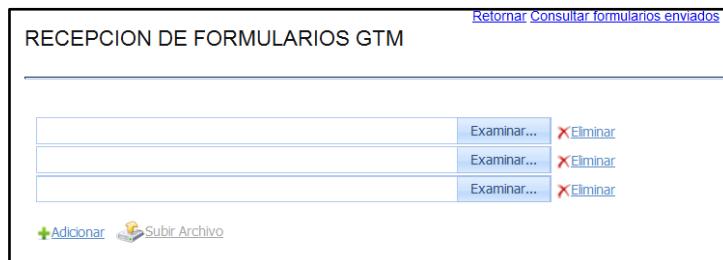 Retornar Consultar formularios enviados
RECEPCION DE FORMULARIOS GTM
Examinar... Eliminar
Examinar... Eliminar
Examinar... Eliminar
Adicionar Subir Archivo